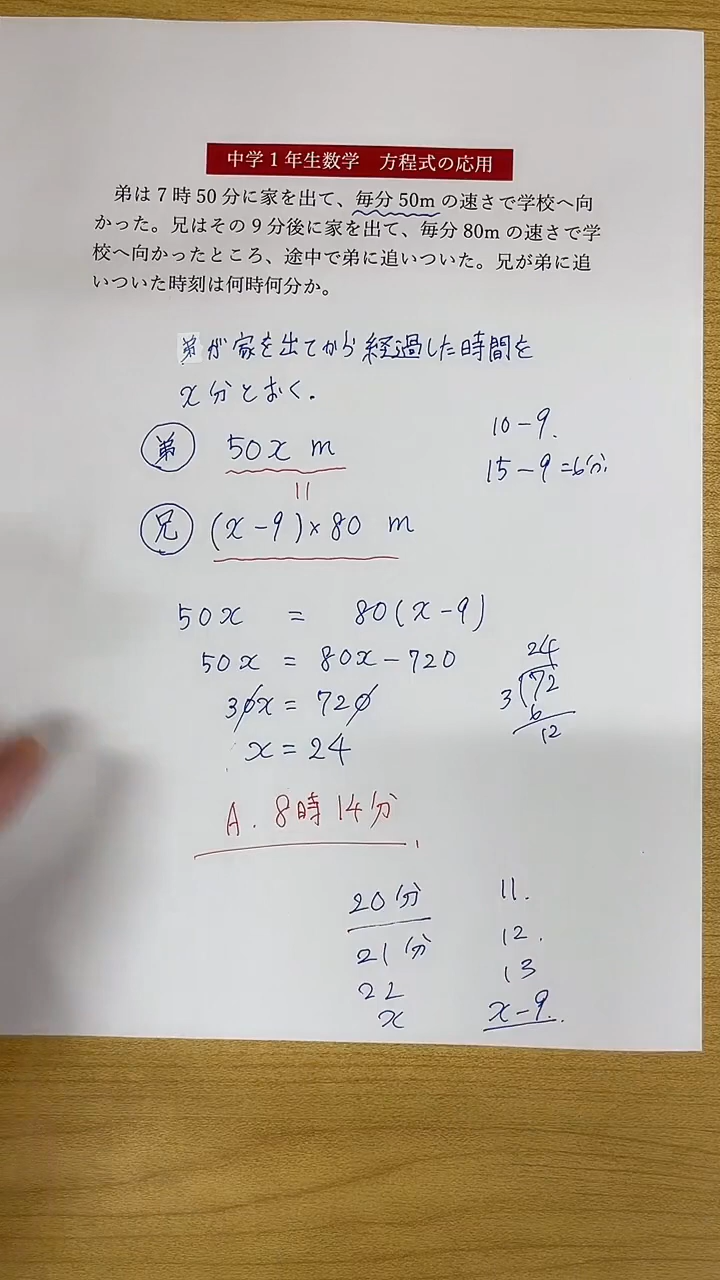 中学1年生数学 方程式の応用
弟は7時50分に家を出て、毎分50mの速さで学校へ向
かった。兄はその9分後に家を出て、毎分80mの速さで学
校へ向かったところ、途中で弟に追いついた。兄が弟に追
いついた時刻は何時何分か。
弟が家を出てから経過した時間を
x分とおく.
10-9.
弟 50x m
15-9=6分.
=
兄 (x-9)×80 m
50x = 80(x-9)
50x = 80x-720
24
3)72
6
12
30x = 720
x=24
A. 8時14分
20分 11.
21分 12.
22 13
x x-9.